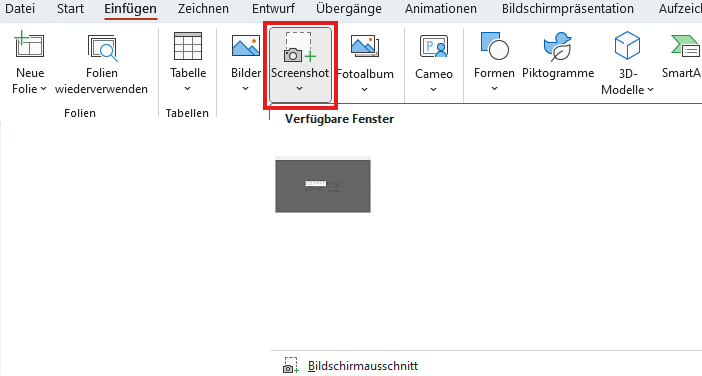 Datei Start Einfügen Zeichnen Entwurf Übergänge Animationen Bildschirmpräsentation Aufzeich
Neue Folien Tabelle Bilder Screenshot Fotoalbum Cameo Formen Piktogramme 3D- SmartA
Folie wiederverwenden Modelle
Folien Tabellen
Verfügbare Fenster
Bildschirmausschnitt